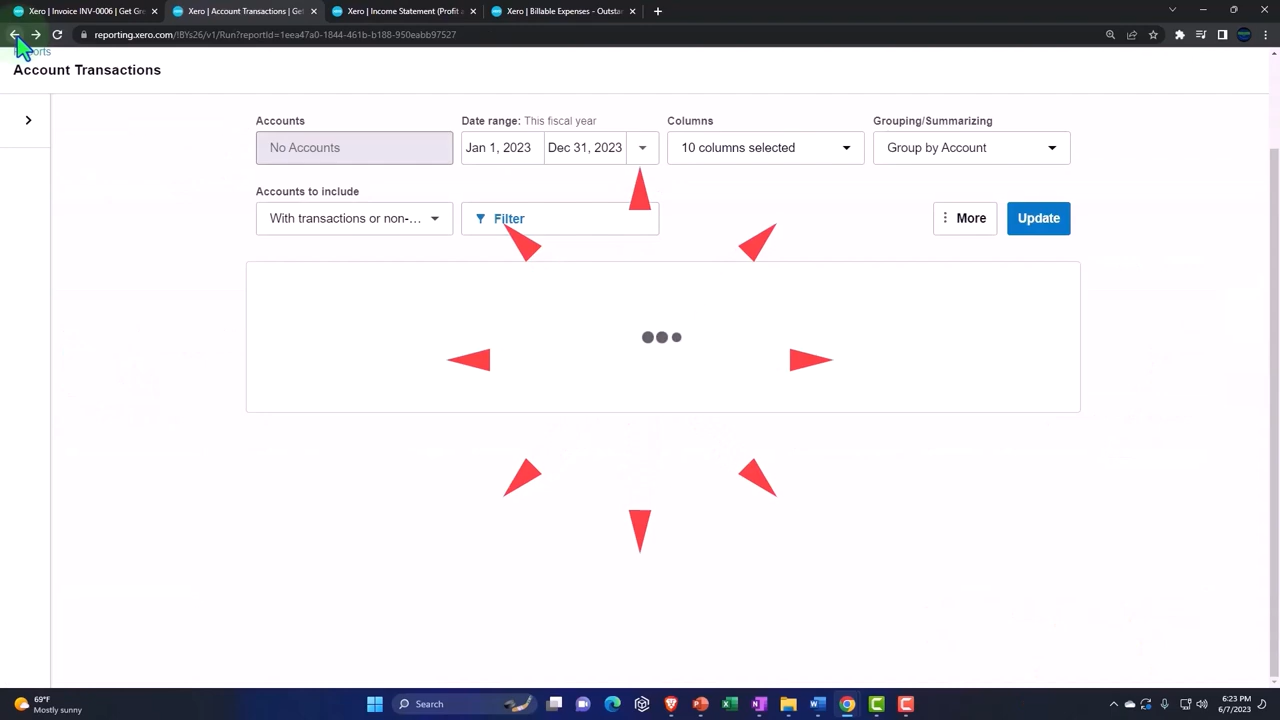 Xero | Invoice INV-0006 | Get Gre
Xero | Account Transactions | Get
Xero | Income Statement (Profit a
Xero | Billable Expenses - Outstar
reporting.xero.com/!BYs26/v1/Run?reportId=1eea47a0-1844-461b-b188-950eabb97527
Reports
Account Transactions
Accounts
Date range: This fiscal year
Columns
Grouping/Summarizing
No Accounts
Jan 1, 2023
Dec 31, 2023
10 columns selected
Group by Account
Accounts to include
With transactions or non-...
Filter
More
Update
69°F
Mostly sunny
Search
6:23 PM
6/7/2023